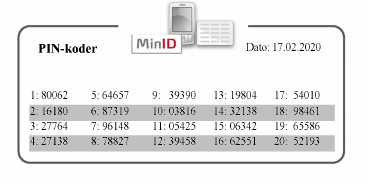 MinID
PIN-koder Dato: 17.02.2020
1: 80062 5: 64657 9: 39390 13: 19804 17: 54010
2: 16180 6: 87319 10: 03816 14: 32138 18: 98461
3: 27764 7: 96148 11: 05425 15: 06342 19: 65586
4: 27138 8: 78827 12: 39458 16: 62551 20: 52193